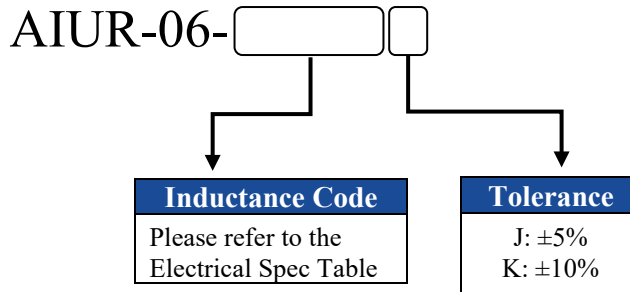 AIUR-06-
Inductance Code
Please refer to the
Electrical Spec Table
Tolerance
J: ±5%
K: ±10%